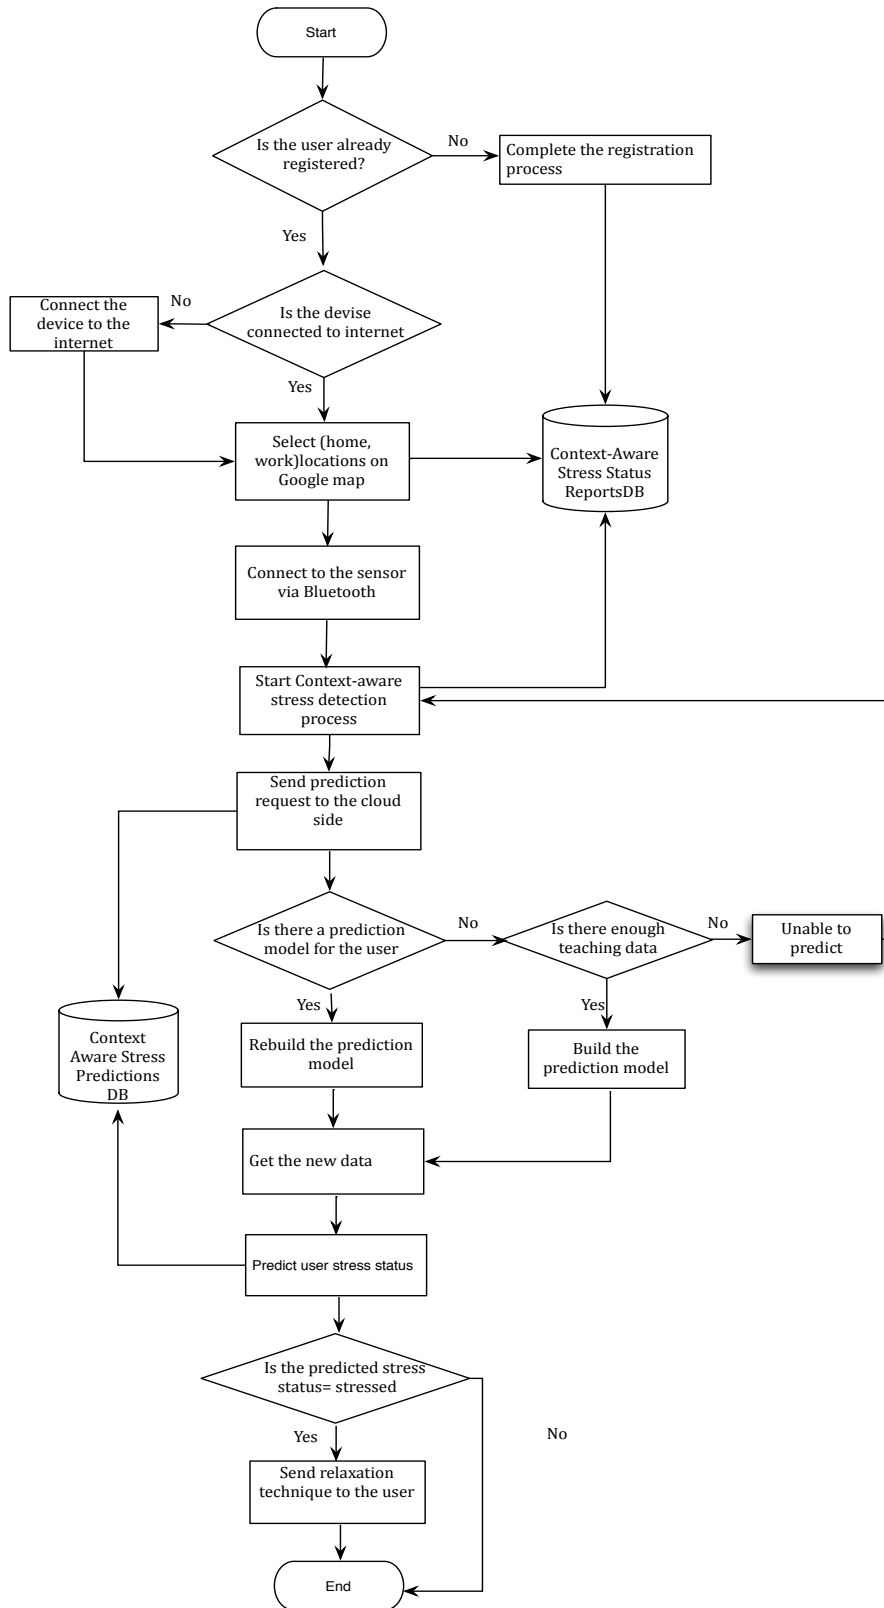 Start
Is the user already
registered?
No
Complete the registration
process
Yes
Connect the
device to the
internet
No
Is the devise
connected to internet
Yes
Select (home,
work)locations on
Google map
Context-Aware
Stress Status
ReportsDB
Connect to the sensor
via Bluetooth
Start Context-aware
stress detection
process
Send prediction
request to the cloud
side
Is there a prediction
model for the user
No
Is there enough
teaching data
No
Unable to
predict
Yes
Yes
Context
Aware Stress
Predictions
DB
Rebuild the prediction
model
Build the
prediction model
Get the new data
Predict user stress status
Is the predicted stress
status= stressed
Yes
No
Send relaxation
technique to the user
End